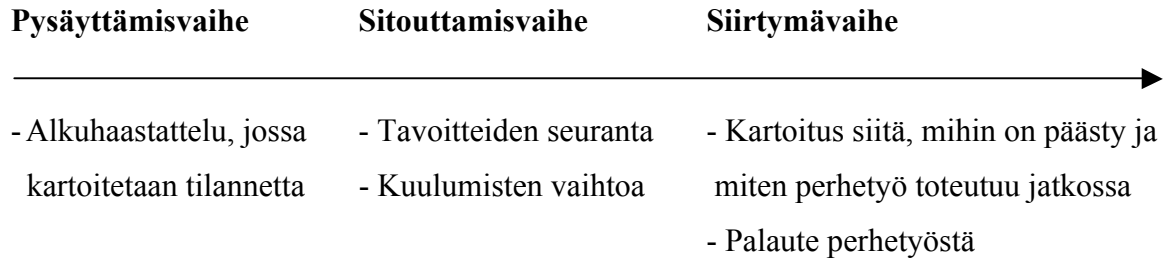 Pysäyttämisvaihe Sitouttamisvaihe Siirtymävaihe
- Alkuhaastattelu, jossa - Tavoitteiden seuranta - Kartoitus siitä, mihin on päästy ja
kartoitetaan tilannetta - Kuulumisten vaihtoa miten perhetyö toteutuu jatkossa
- Palaute perhetyöstä